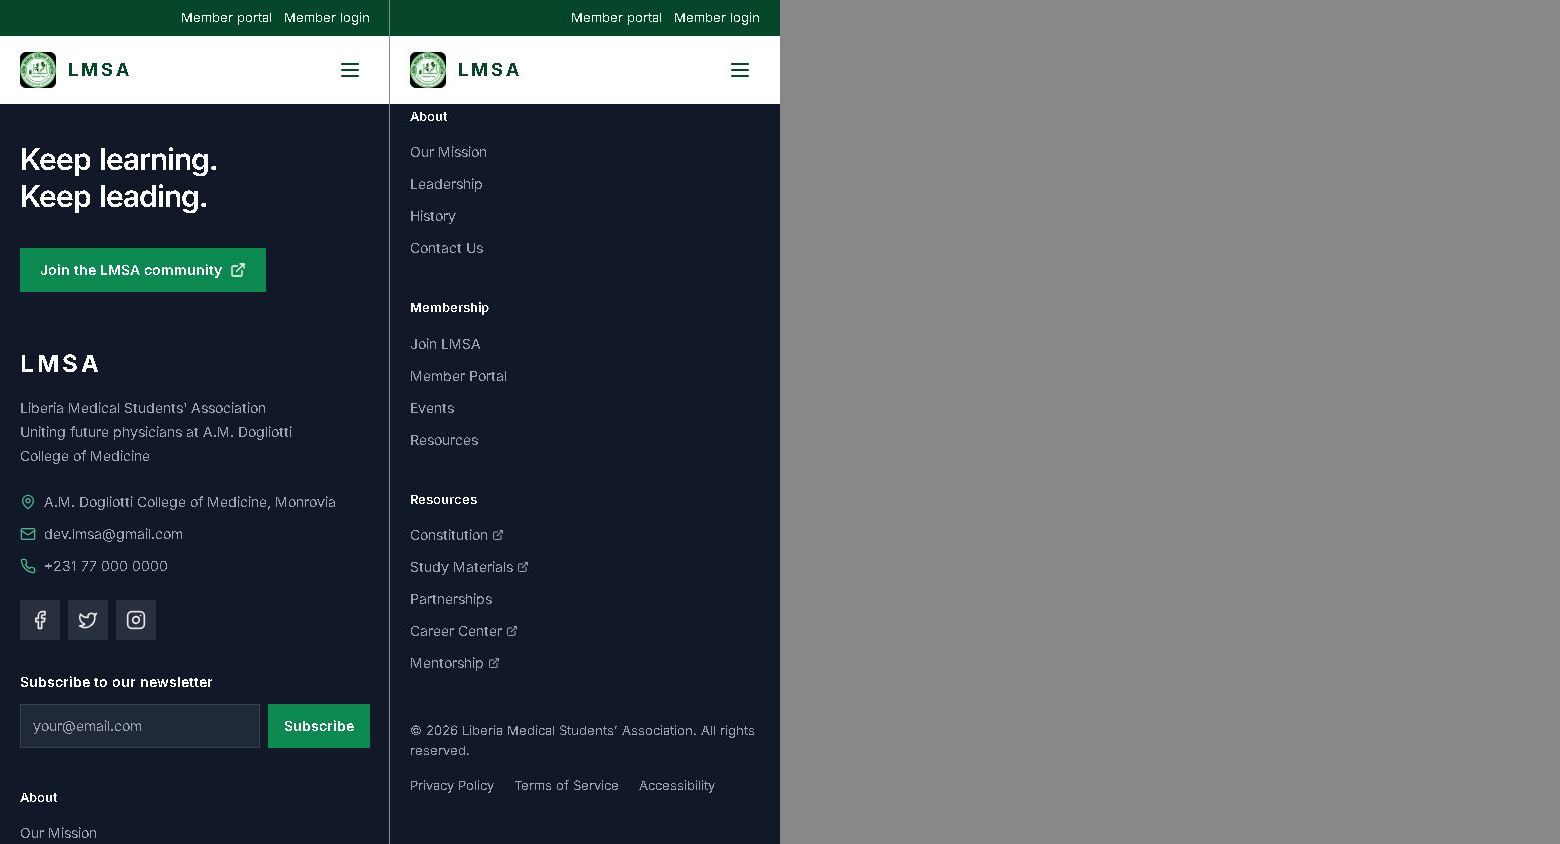 Member portal Member login
LMSA
Keep learning.
Keep leading.
Join the LMSA community
LMSA
Liberia Medical Students' Association
Uniting future physicians at A.M. Dogliotti
College of Medicine
A.M. Dogliotti College of Medicine, Monrovia
dev.lmsa@gmail.com
+231 77 000 0000
Subscribe to our newsletter
your@email.com Subscribe
About
Our Mission
Member portal Member login
LMSA
About
Our Mission
Leadership
History
Contact Us
Membership
Join LMSA
Member Portal
Events
Resources
Resources
Constitution
Study Materials
Partnerships
Career Center
Mentorship
© 2026 Liberia Medical Students' Association. All rights
reserved.
Privacy Policy Terms of Service Accessibility